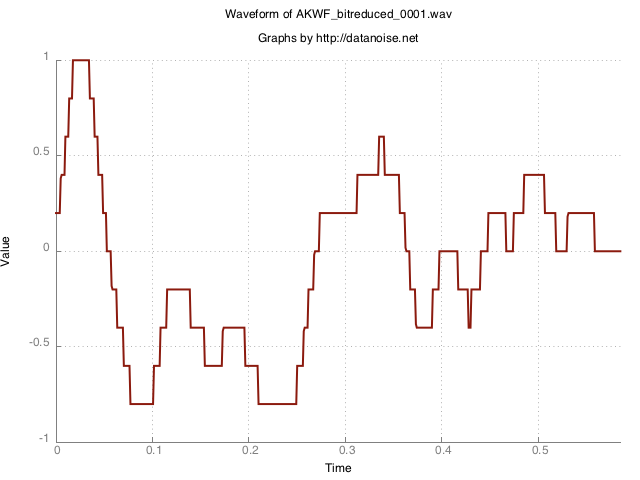 Waveform of AKWF_bitreduced_0001.wav
Graphs by http://datanoise.net
1
0.5
0
-0.5
-1
Value
0 0.1 0.2 0.3 0.4 0.5
Time